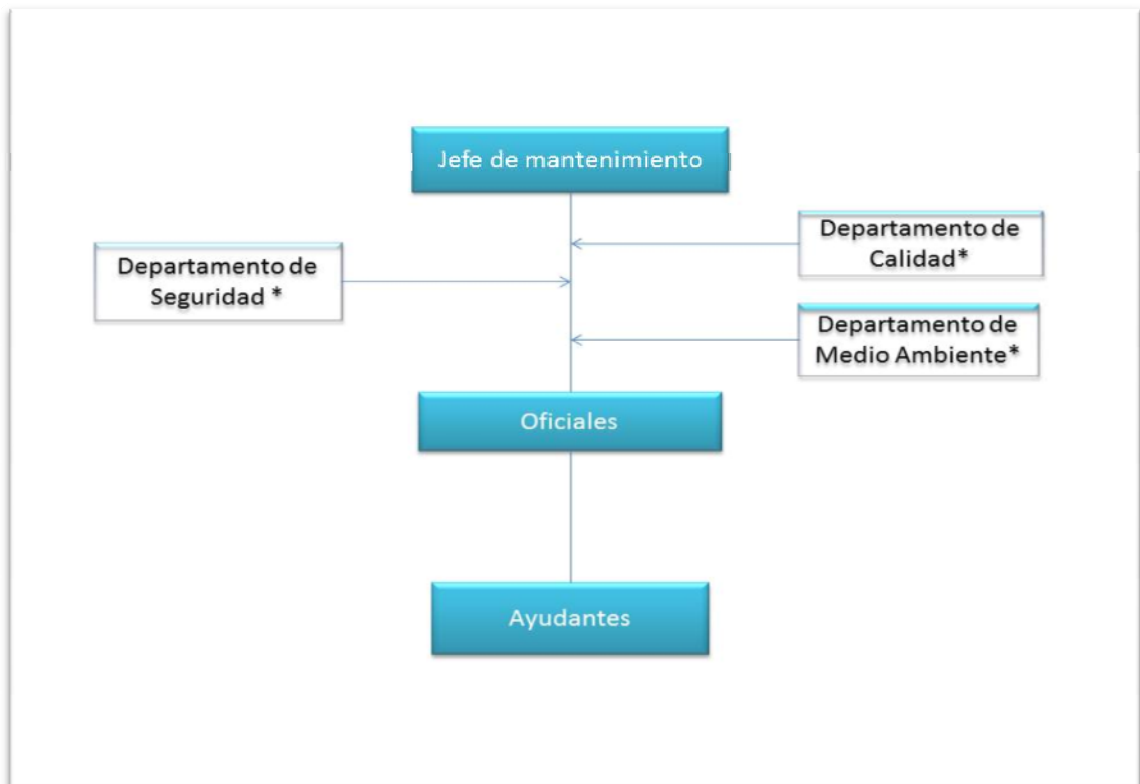 Jefe de mantenimiento
Departamento de
Calidad*
Departamento de
Seguridad *
Departamento de
Medio Ambiente*
Oficiales
Ayudantes